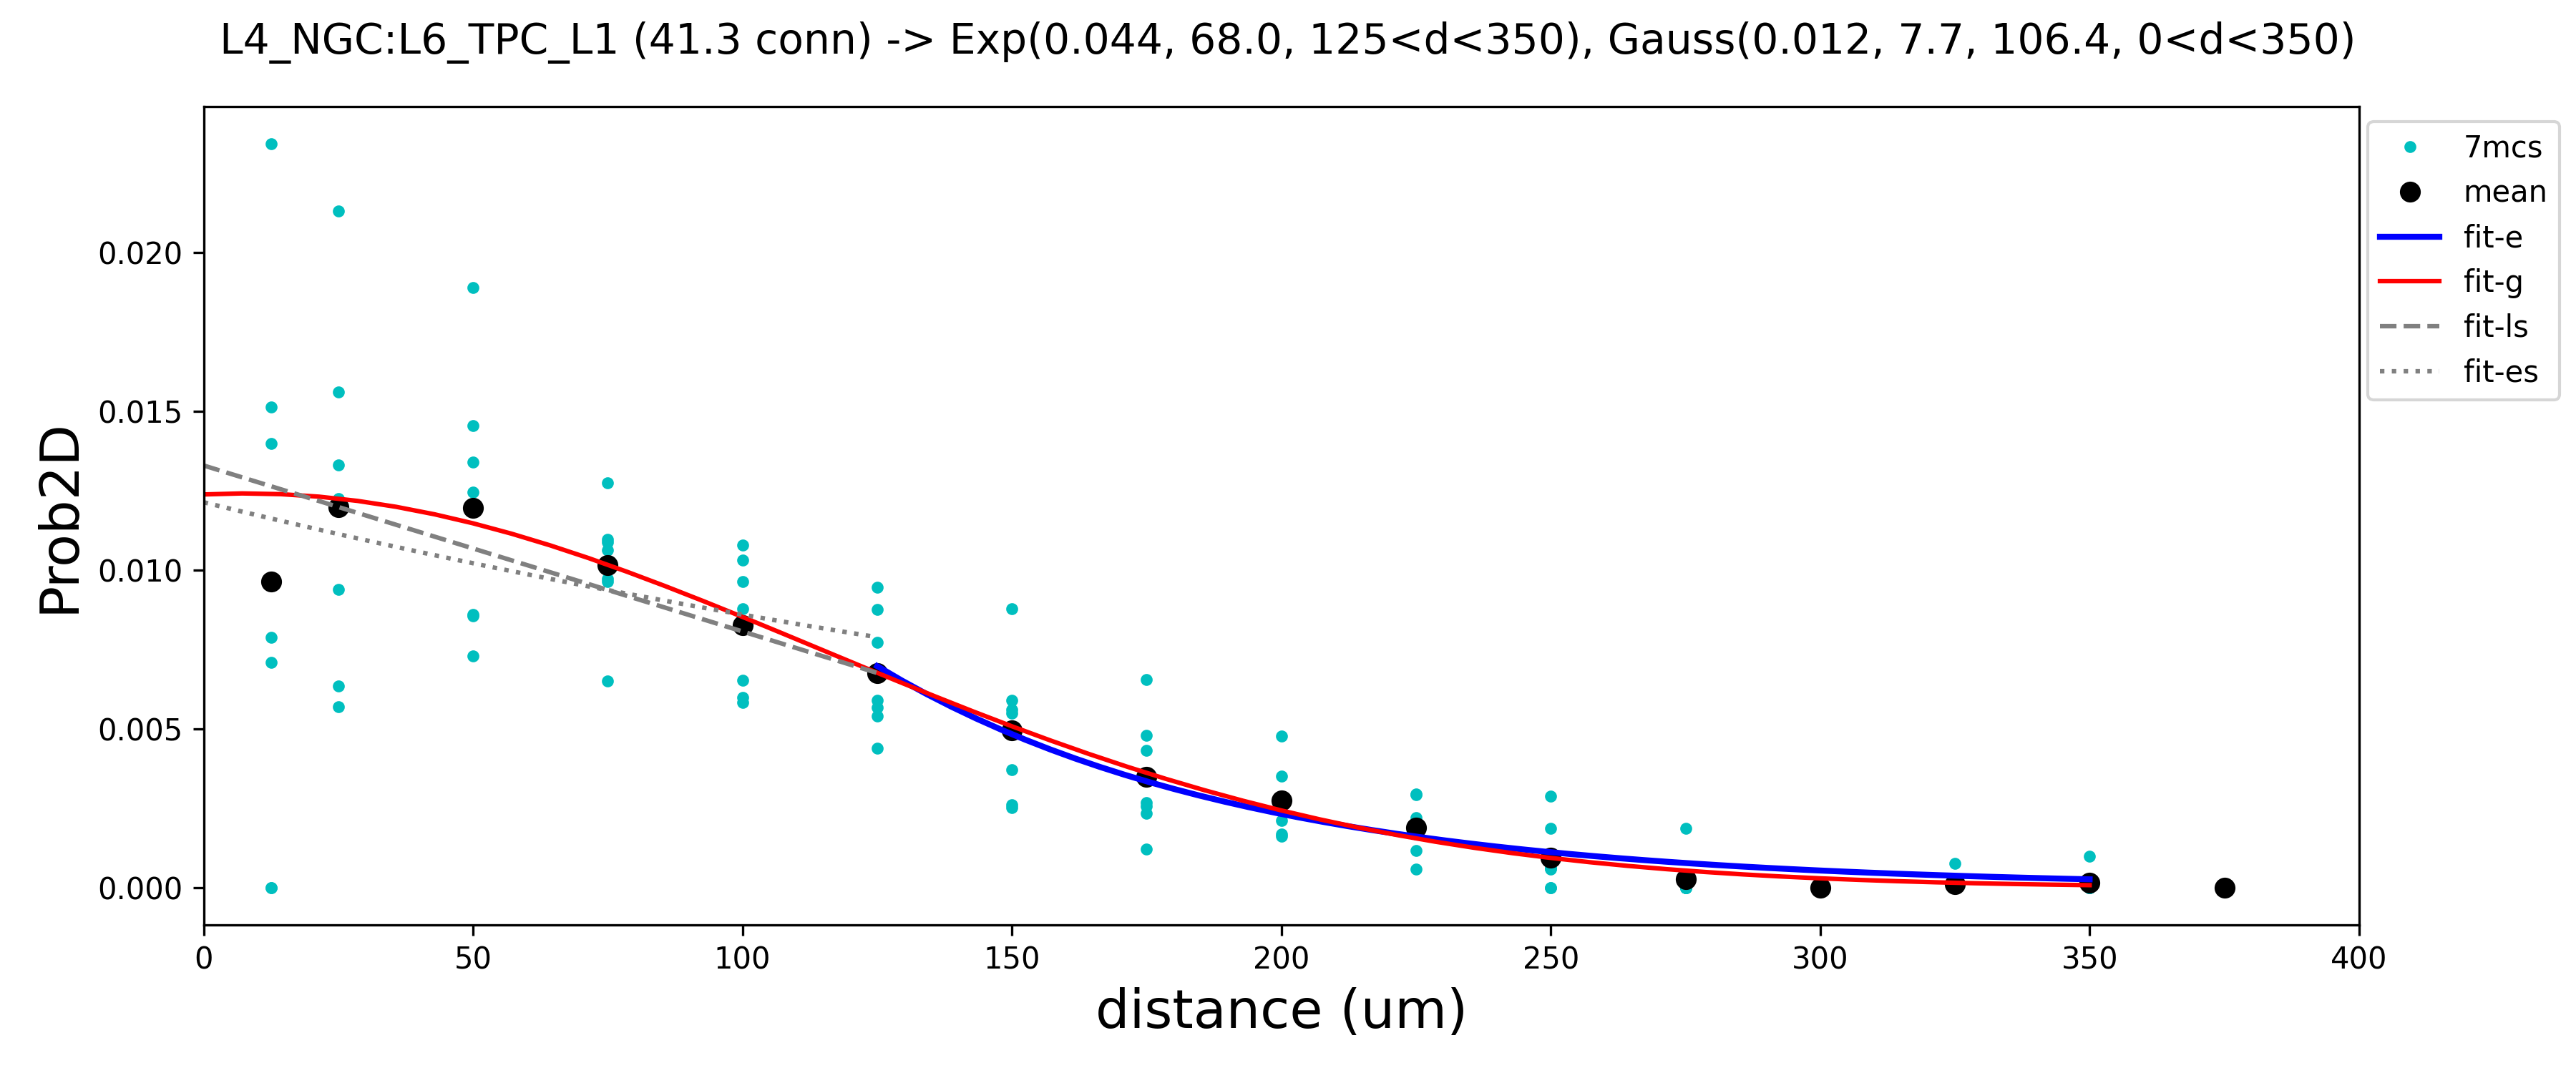 L4_NGC:L6_TPC_L1 (41.3 conn) -> Exp(0.044, 68.0, 125<d<350), Gauss(0.012, 7.7, 106.4, 0<d<350)
7mcs
mean
fit-e
fit-g
fit-ls
fit-es
Prob2D
0.020
0.015
0.010
0.005
0.000
0 50 100 150 200 250 300 350 400
distance (um)